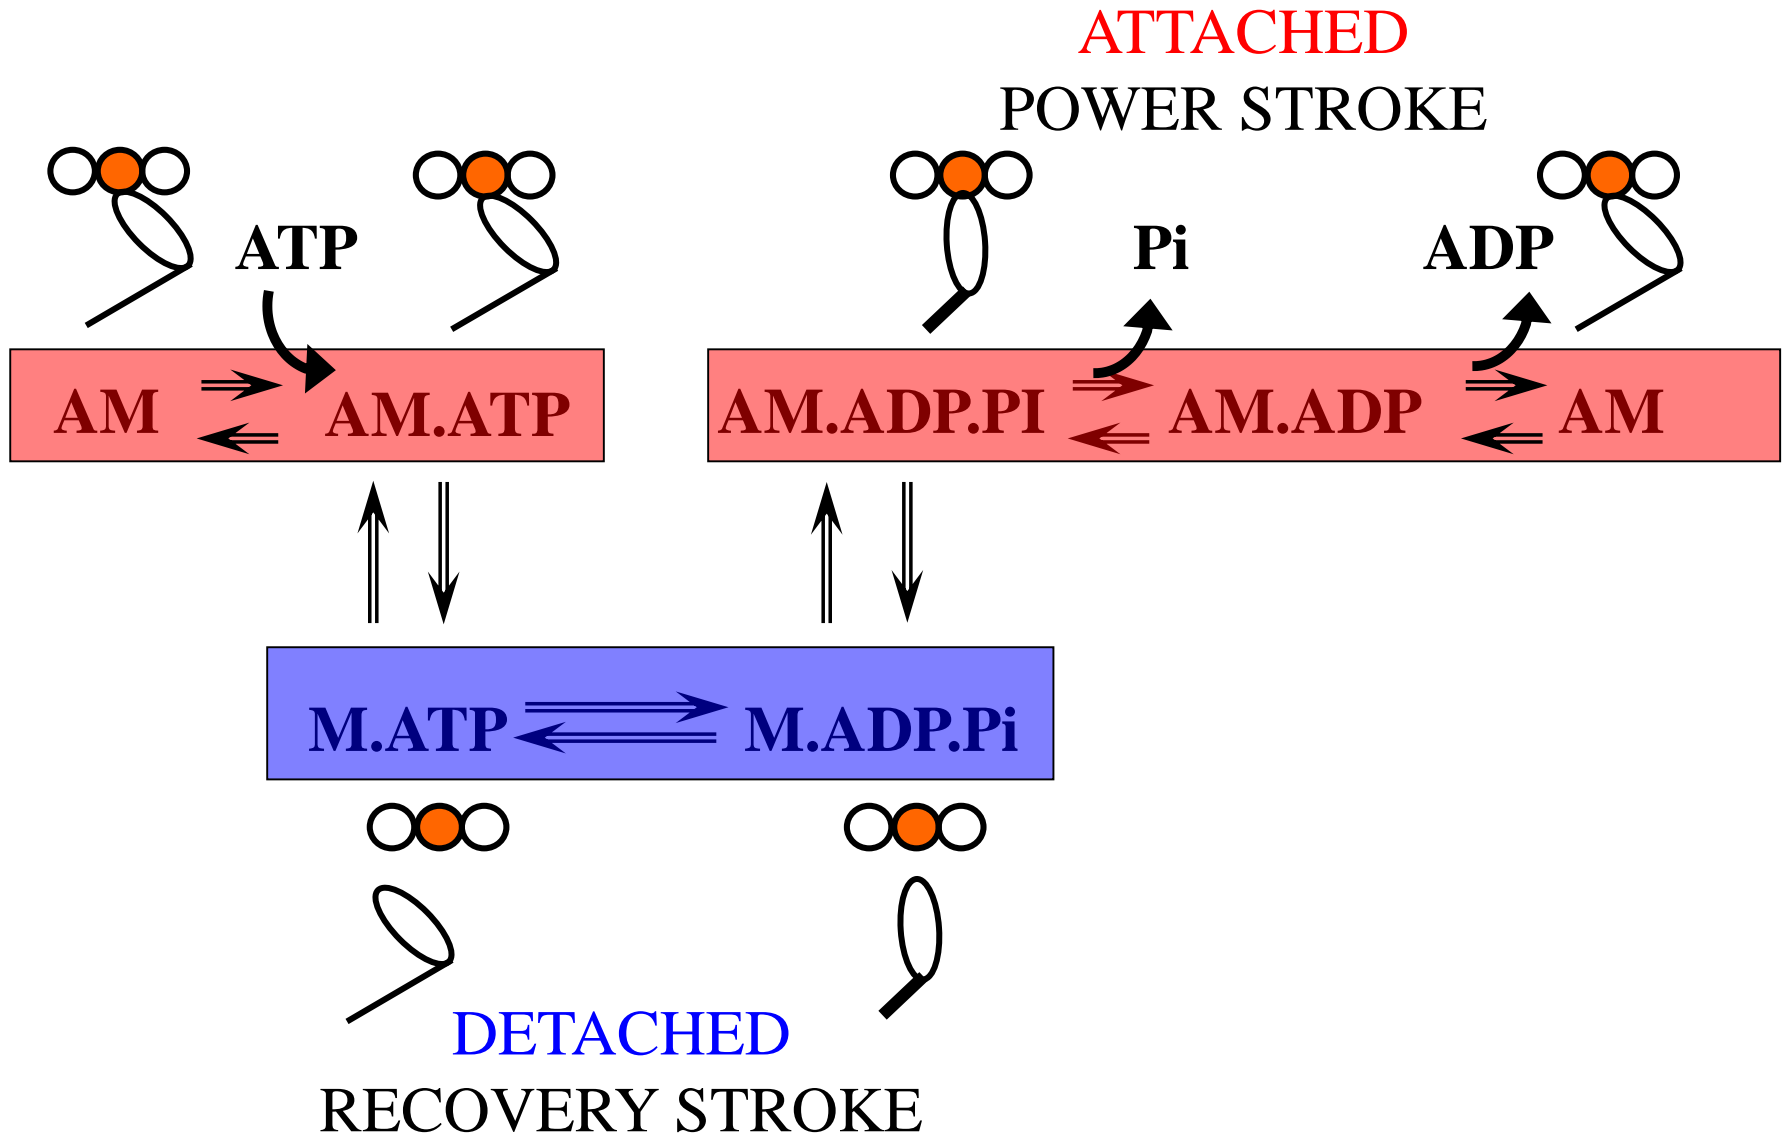 ATTACHED
POWER STROKE
ATP
Pi
ADP
AM
AM.ATP
AM.ADP.PI
AM.ADP
AM
M.ATP
M.ADP.Pi
DETACHED
RECOVERY STROKE